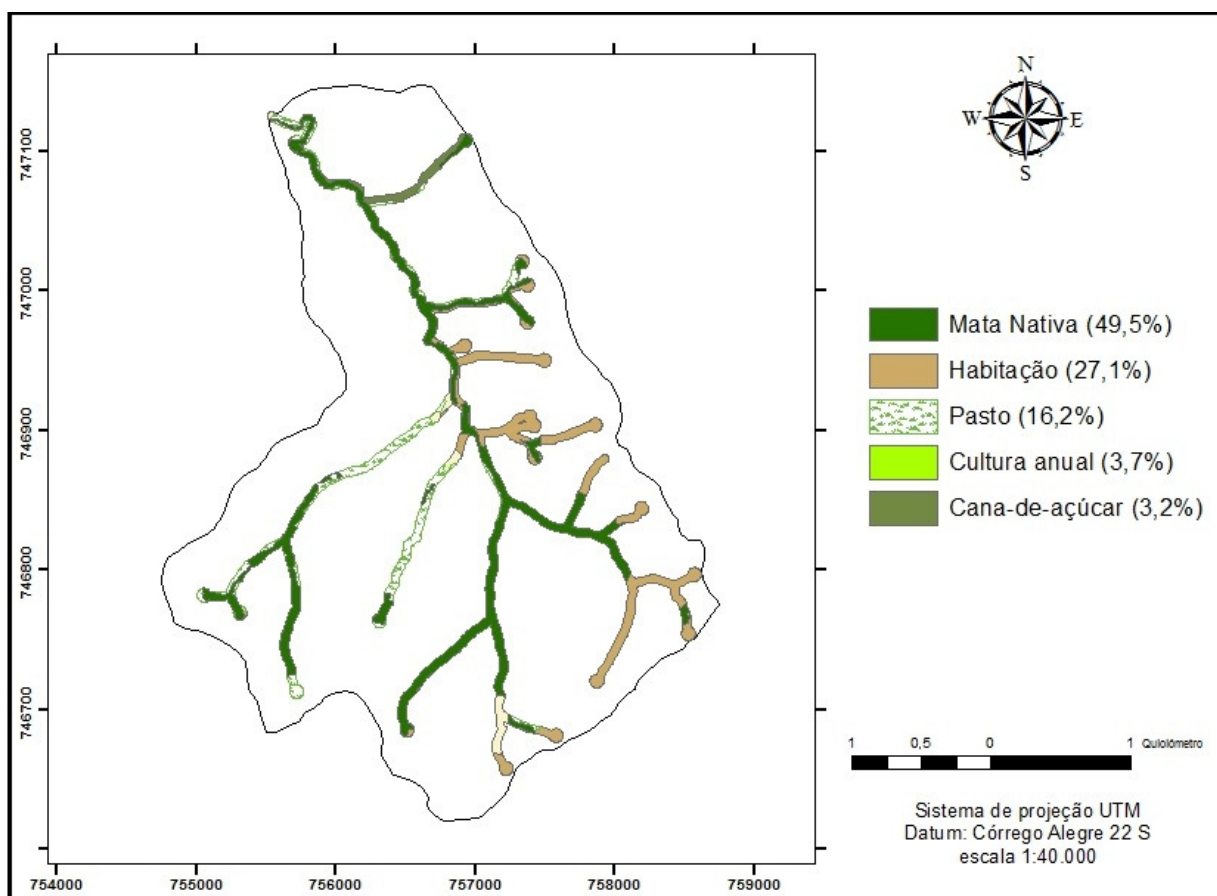 N
W E
S
747100
747000
746900
746800
746700
754000 755000 756000 757000 758000 759000
Mata Nativa (49,5%)
Habitação (27,1%)
Pasto (16,2%)
Cultura anual (3,7%)
Cana-de-açúcar (3,2%)
1 0,5 0 1 Quiolômetro
Sistema de projeção UTM
Datum: Córrego Alegre 22 S
escala 1:40.000